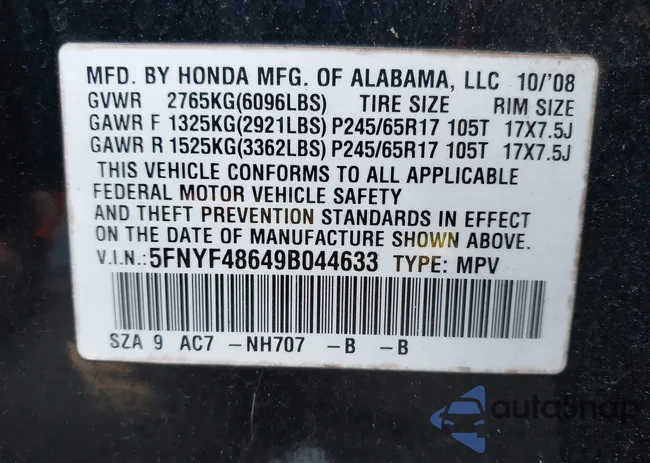 MFD. BY HONDA MFG. OF ALABAMA, LLC 10/'08
GVWR 2765KG(6096LBS) TIRE SIZE RIM SIZE
GAWR F 1325KG(2921LBS) P245/65R17 105T 17X7.5J
GAWR R 1525KG(3362LBS) P245/65R17 105T 17X7.5J
THIS VEHICLE CONFORMS TO ALL APPLICABLE
FEDERAL MOTOR VEHICLE SAFETY
AND THEFT PREVENTION STANDARDS IN EFFECT
ON THE DATE OF MANUFACTURE SHOWN ABOVE.
V.I.N.:5FNYF48649B044633 TYPE: MPV
SZA 9 AC7 -NH707 -B -B
autoSnap